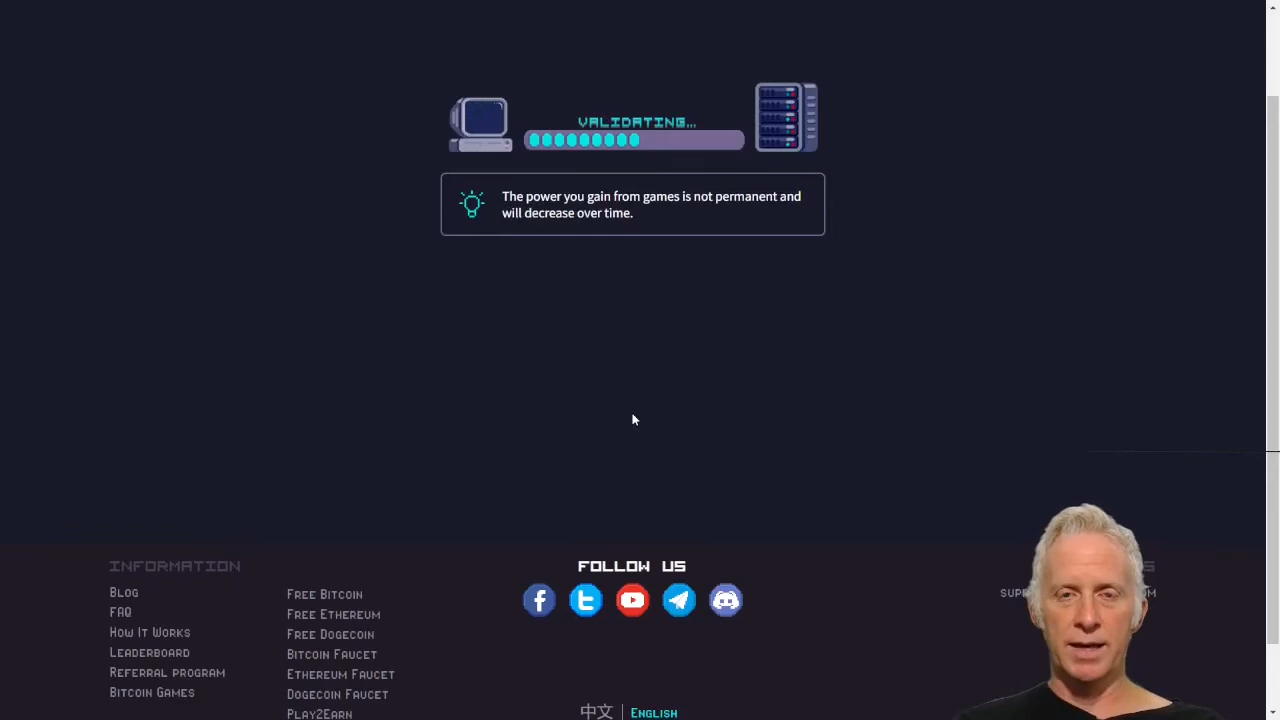 VALIDATING...
The power you gain from games is not permanent and
will decrease over time.
INFORMATION
BLOG
FAQ
HOW IT WORKS
LEADERBOARD
REFERRAL PROGRAM
BITCOIN GAMES
FREE BITCOIN
FREE ETHEREUM
FREE DOGECOIN
BITCOIN FAUCET
ETHEREUM FAUCET
DOGECOIN FAUCET
PLAY2EARN
FOLLOW US
中文 | ENGLISH